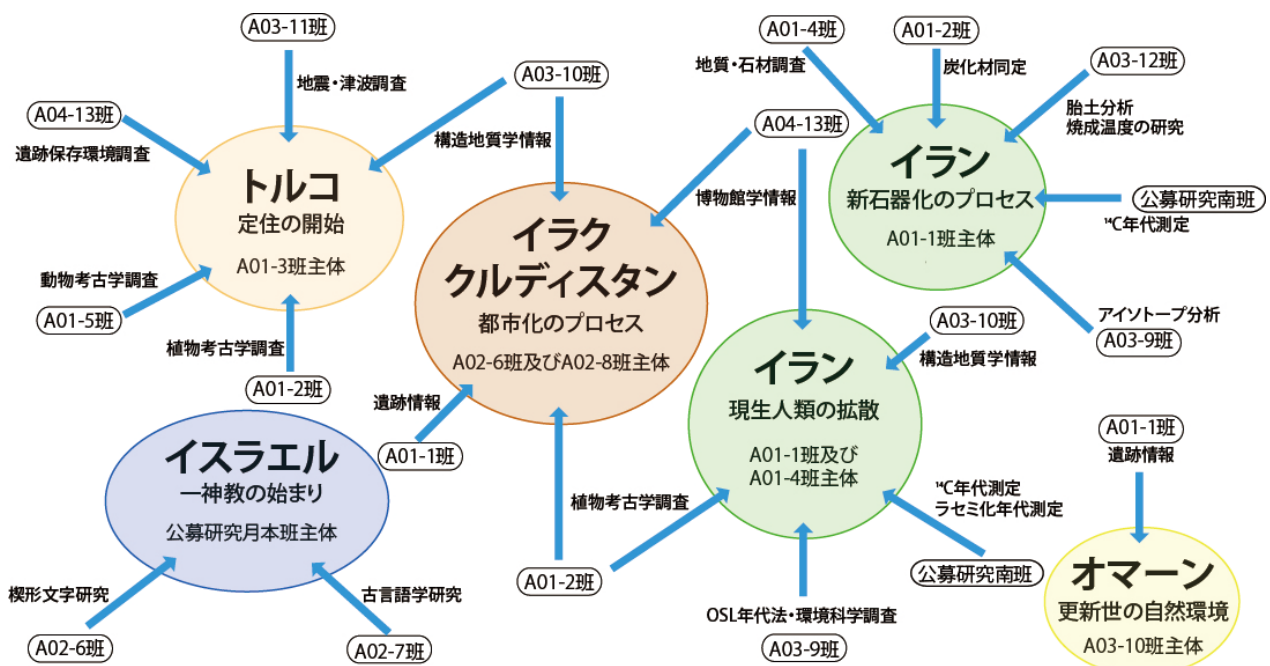 A03-11班
地震・津波調査
A04-13班
遺跡保存環境調査
A03-10班
構造地質学情報
トルコ
定住の開始
A01-3班主体
動物考古学調査
A01-5班
植物考古学調査
A01-2班
イラク
クルディスタン
都市化のプロセス
A02-6班及びA02-8班主体
遺跡情報
A01-1班
A04-13班
博物館学情報
A01-4班
地質・石材調査
A01-2班
炭化材同定
A03-12班
胎土分析
焼成温度の研究
イラン
新石器化のプロセス
A01-1班主体
公募研究南班
¹⁴C年代測定
アイソトープ分析
A03-9班
イラン
現生人類の拡散
A01-1班及び
A01-4班主体
A03-10班
構造地質学情報
¹⁴C年代測定
ラセミ化年代測定
公募研究南班
植物考古学調査
A01-2班
OSL年代法・環境科学調査
A03-9班
イスラエル
一神教の始まり
公募研究月本班主体
楔形文字研究
A02-6班
古言語学研究
A02-7班
A01-1班
遺跡情報
オマーン
更新世の自然環境
A03-10班主体